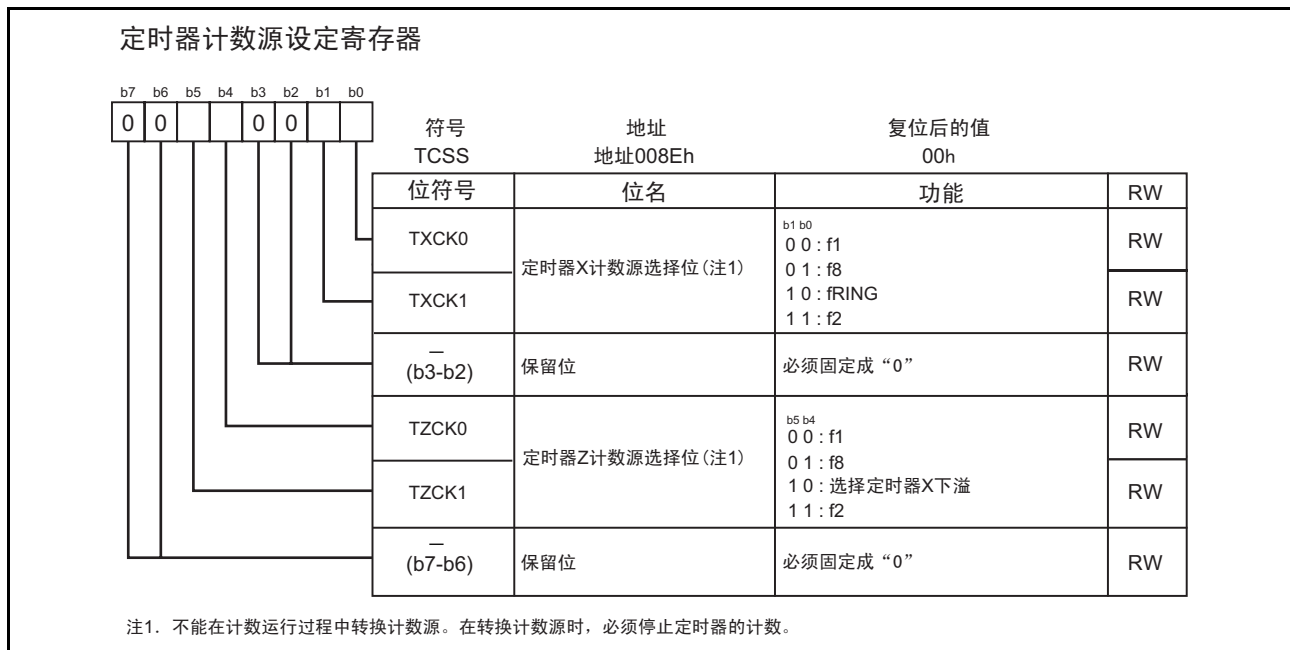 定时器计数源设定寄存器
b7 b6 b5 b4 b3 b2 b1 b0
0 0 0 0
符号 地址 复位后的值
TCSS 地址008Eh 00h
位符号 位名 功能 RW
TXCK0 定时器X计数源选择位(注1) b1 b0
0 0 : f1
0 1 : f8
1 0 : fRING
1 1 : f2
RW
TXCK1 RW
—
(b3-b2) 保留位 必须固定成“0” RW
TZCK0 定时器Z计数源选择位(注1) b5 b4
0 0 : f1
0 1 : f8
1 0 : 选择定时器X下溢
1 1 : f2
RW
TZCK1 RW
—
(b7-b6) 保留位 必须固定成“0” RW
注1. 不能在计数运行过程中转换计数源。在转换计数源时，必须停止定时器的计数。